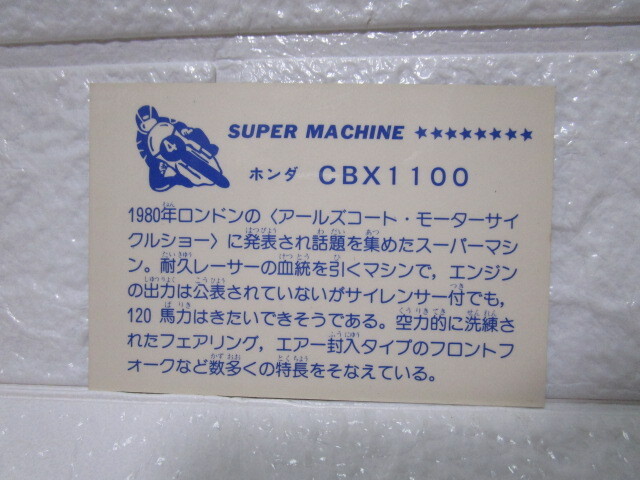 4
SUPER MACHINE ★★★★★★★★
ホンダ CBX1100
1980年ロンドンの〈アールズコート・モーターサイ
クルショー〉に発表され話題を集めたスーパーマシ
ン。耐久レーサーの血統を引くマシンで，エンジン
の出力は公表されていないがサイレンサー付でも，
120 馬力はきたいできそうである。空力的に洗練さ
れたフェアリング，エアー封入タイプのフロントフ
ォークなど数多くの特長をそなえている。